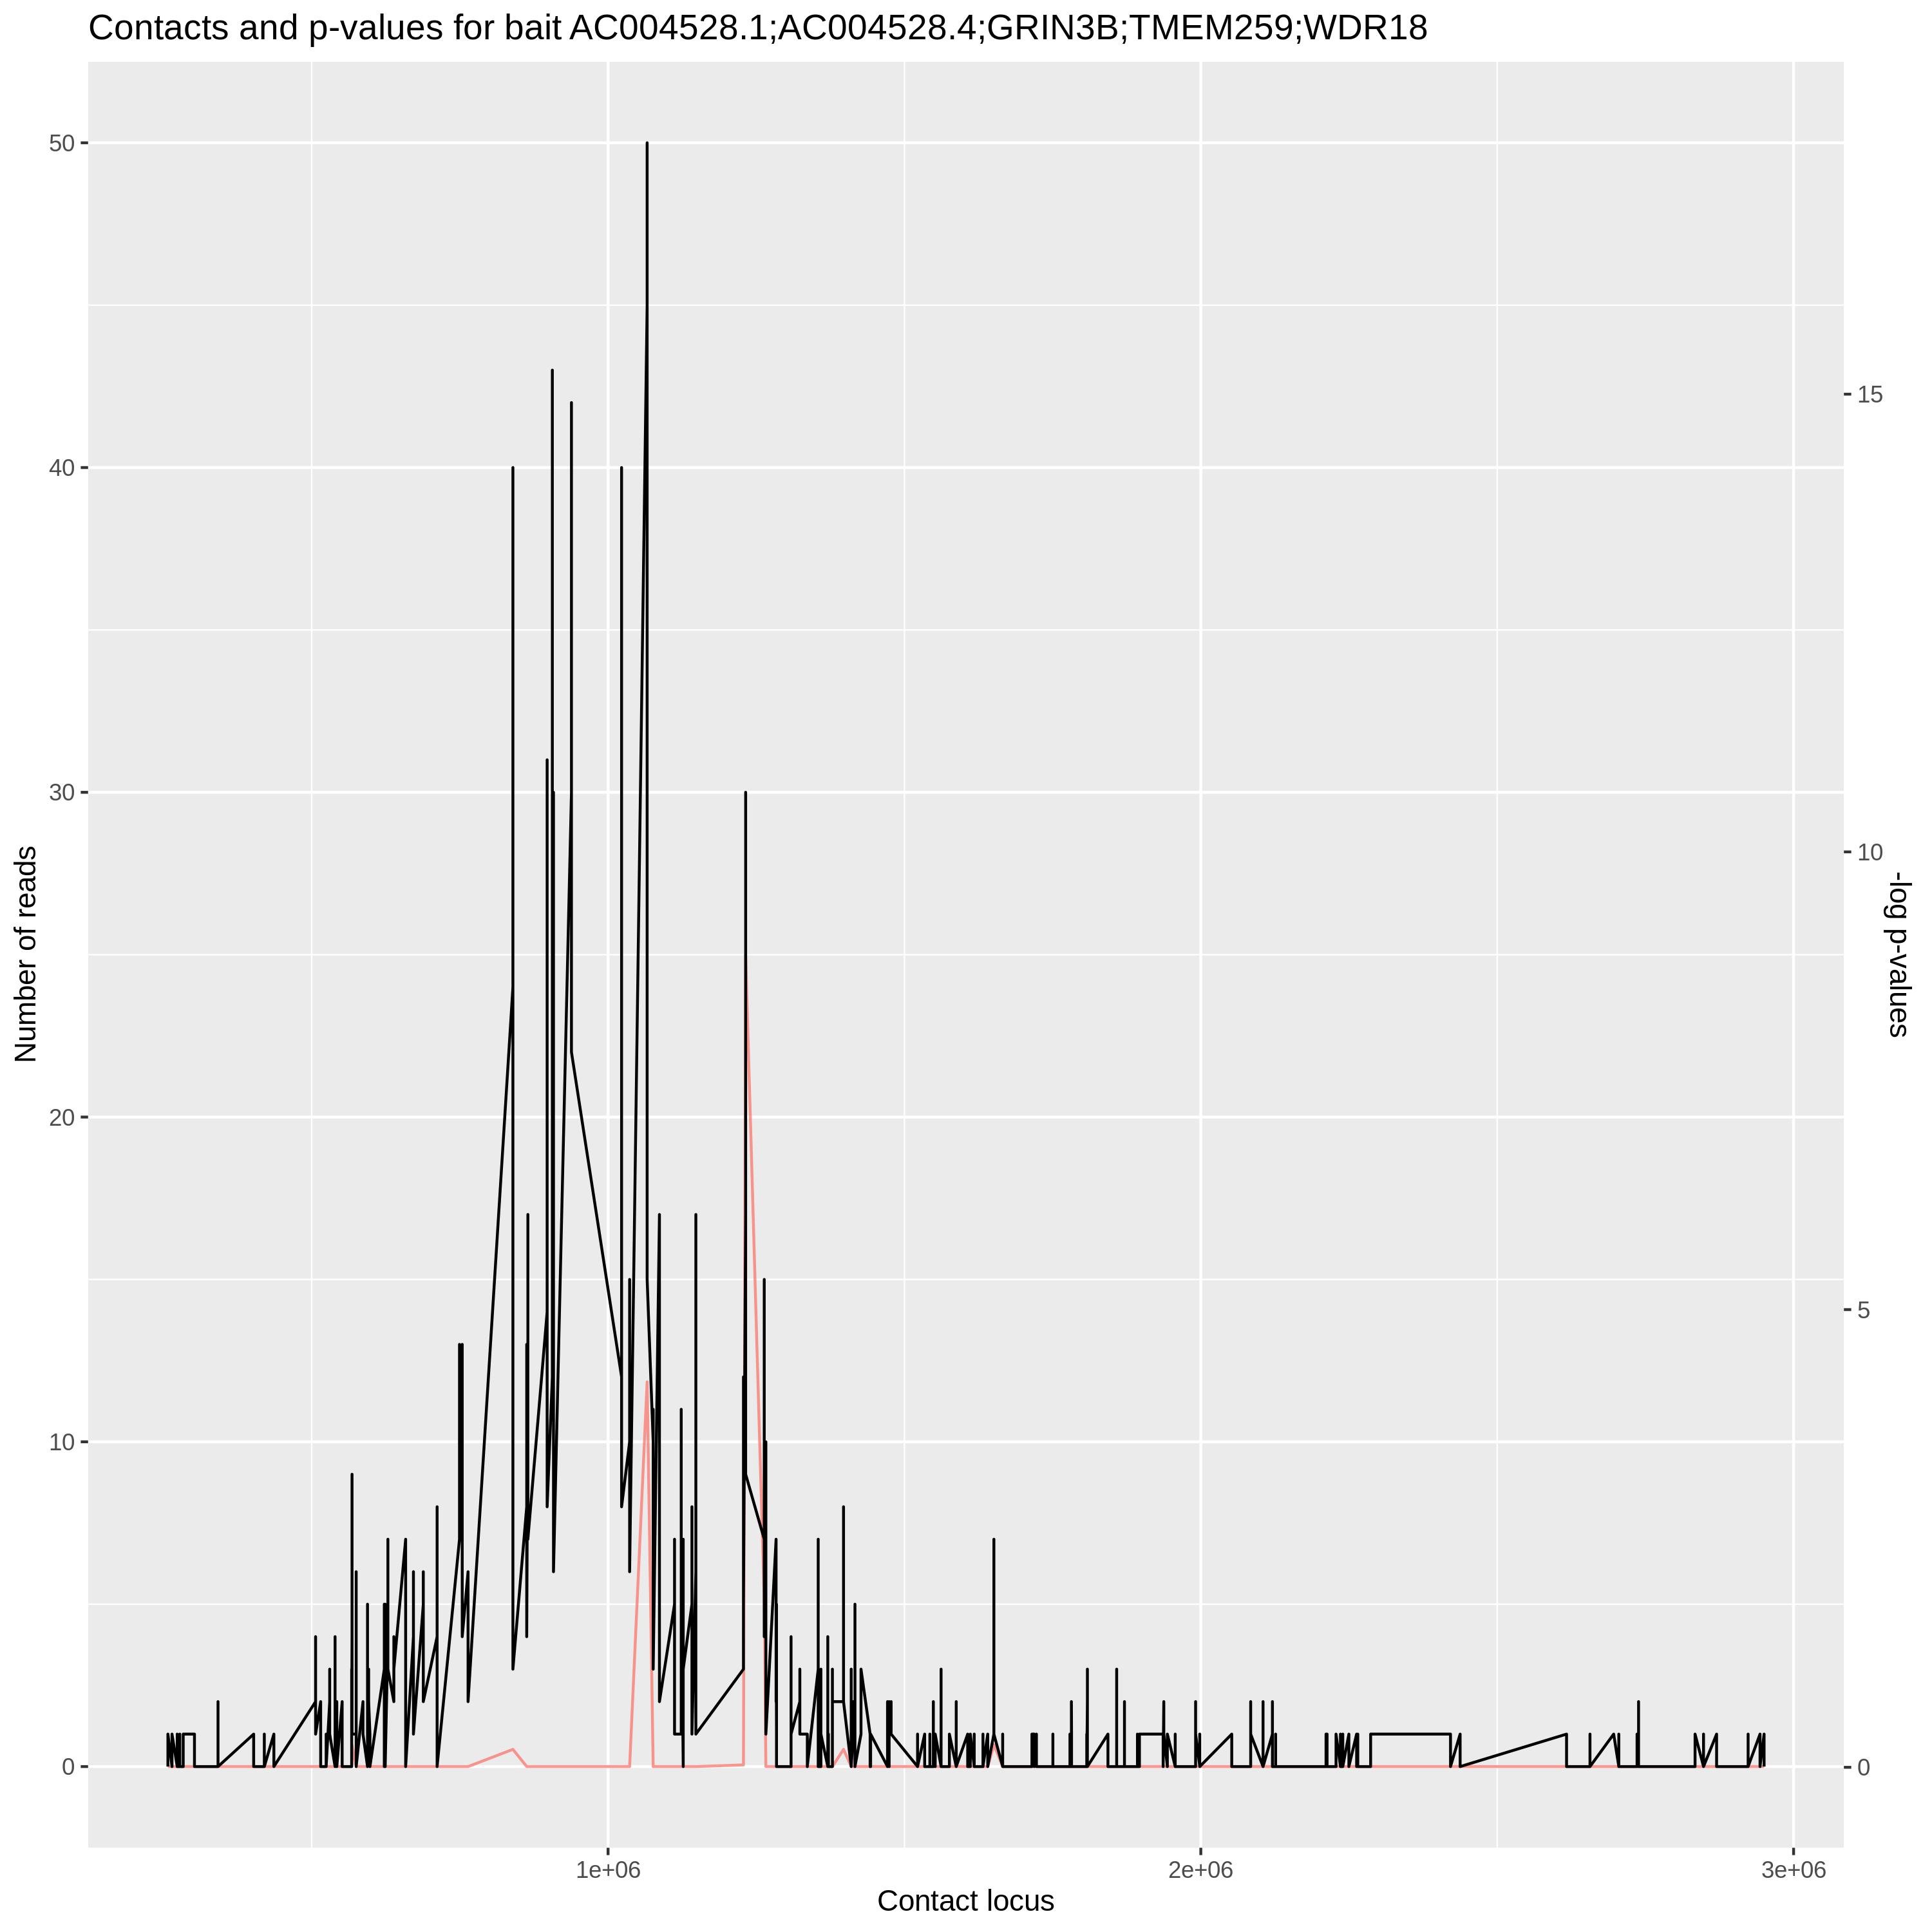 Contacts and p-values for bait AC004528.1;AC004528.4;GRIN3B;TMEM259;WDR18
50
40
30
20
10
0
Number of reads
15
10
5
0
-log p-values
1e+06
2e+06
3e+06
Contact locus